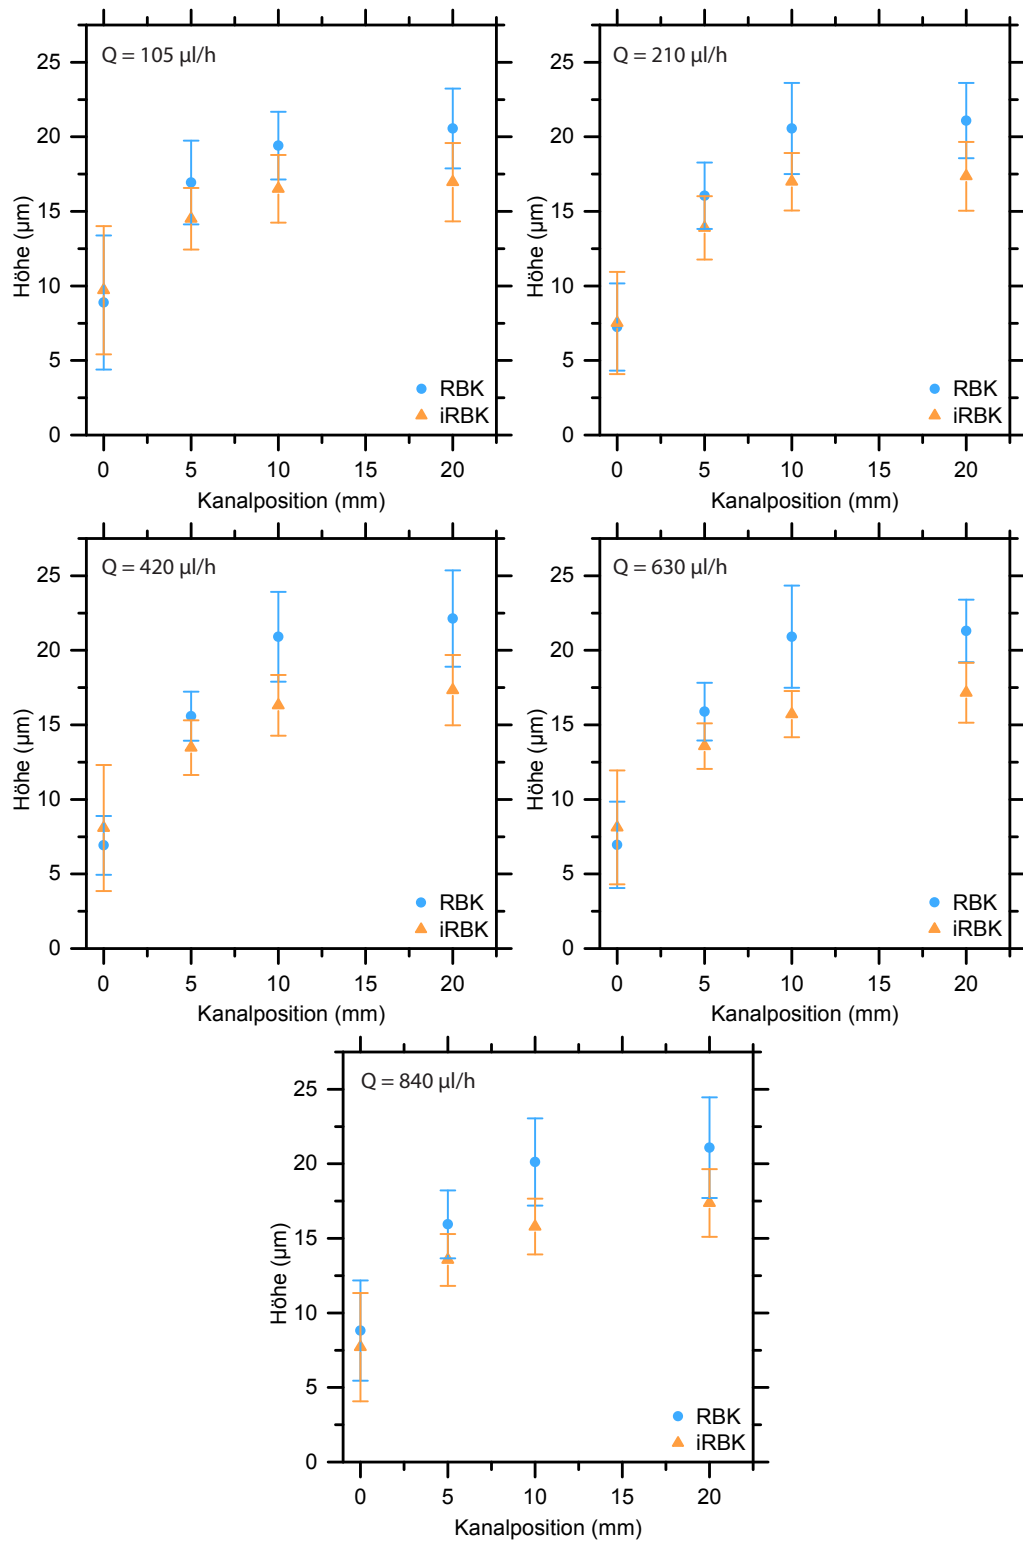 Q = 105 µl/h
Höhe (µm)
25
20
15
10
5
0
RBK
iRBK
0 5 10 15 20
Kanalposition (mm)
Q = 210 µl/h
Höhe (µm)
25
20
15
10
5
0
RBK
iRBK
0 5 10 15 20
Kanalposition (mm)
Q = 420 µl/h
Höhe (µm)
25
20
15
10
5
0
RBK
iRBK
0 5 10 15 20
Kanalposition (mm)
Q = 630 µl/h
Höhe (µm)
25
20
15
10
5
0
RBK
iRBK
0 5 10 15 20
Kanalposition (mm)
Q = 840 µl/h
Höhe (µm)
25
20
15
10
5
0
RBK
iRBK
0 5 10 15 20
Kanalposition (mm)